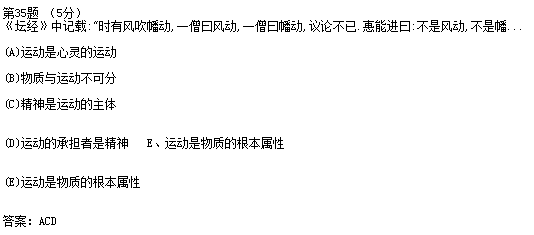 第35题 （5分）
《坛经》中记载:“时有风吹幡动,一僧曰风动,一僧曰幡动,议论不已.惠能进曰:不是风动,不是幡...
(A)运动是心灵的运动
(B)物质与运动不可分
(C)精神是运动的主体
(D)运动的承担者是精神 E、运动是物质的根本属性
(E)运动是物质的根本属性
答案: ACD